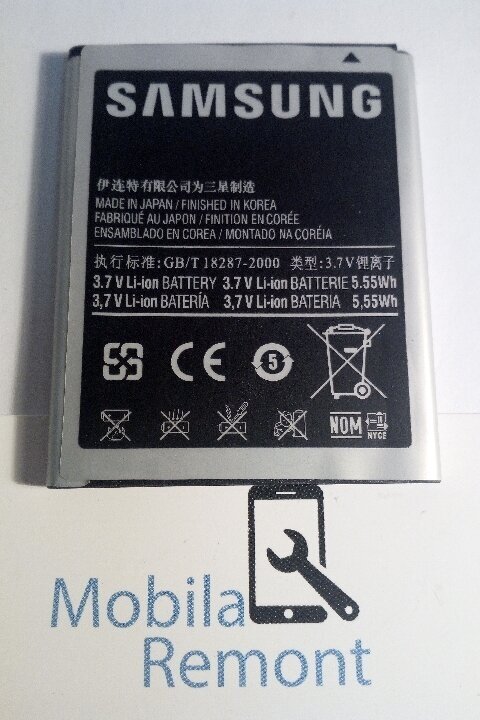 SAMSUNG
伊连特有限公司为三星制造
MADE IN JAPAN / FINISHED IN KOREA
FABRIQUÉ AU JAPON / FINITION EN CORÉE
ENSAMBLADO EN COREA / MONTADO NA CORÉIA
执行标准:GB/T 18287-2000 类型:3.7V锂离子
3.7 V Li-ion BATTERY 3.7 V Li-ion BATTERIE 5.55Wh
3,7 V Li-ion BATERÍA 3,7 V Li-ion BATERIA 5,55Wh
CE 5
NOM NYCE
Mobila
Remont